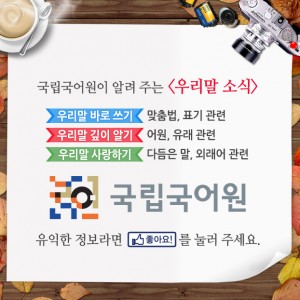 국립국어원이 알려 주는 〈우리말 소식〉
우리말 바로 쓰기 맞춤법, 표기 관련
우리말 깊이 알기 어원, 유래 관련
우리말 사랑하기 다듬은 말, 외래어 관련
국립국어원
유익한 정보라면 좋아요! 를 눌러 주세요.